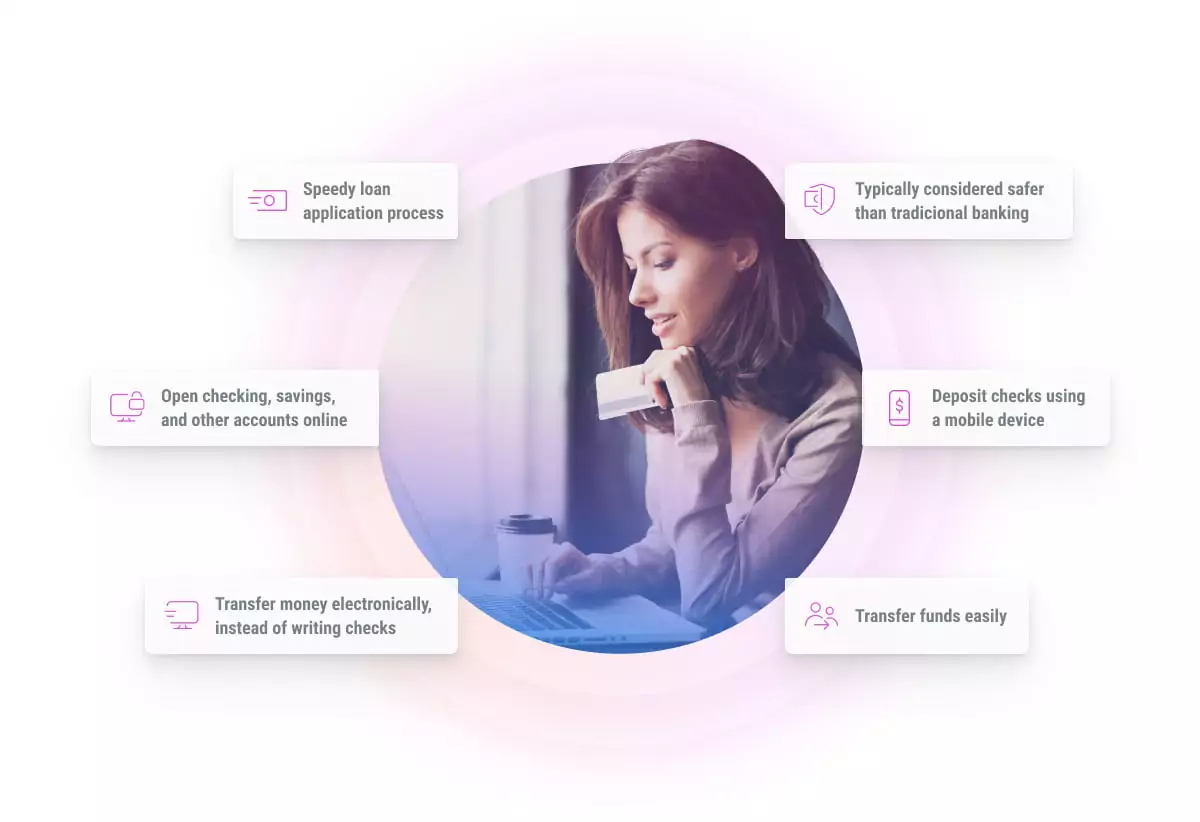 Speedy loan
application process
Typically considered safer
than tradicional banking
Open checking, savings,
and other accounts online
Deposit checks using
a mobile device
$
Transfer money electronically,
instead of writing checks
Transfer funds easily